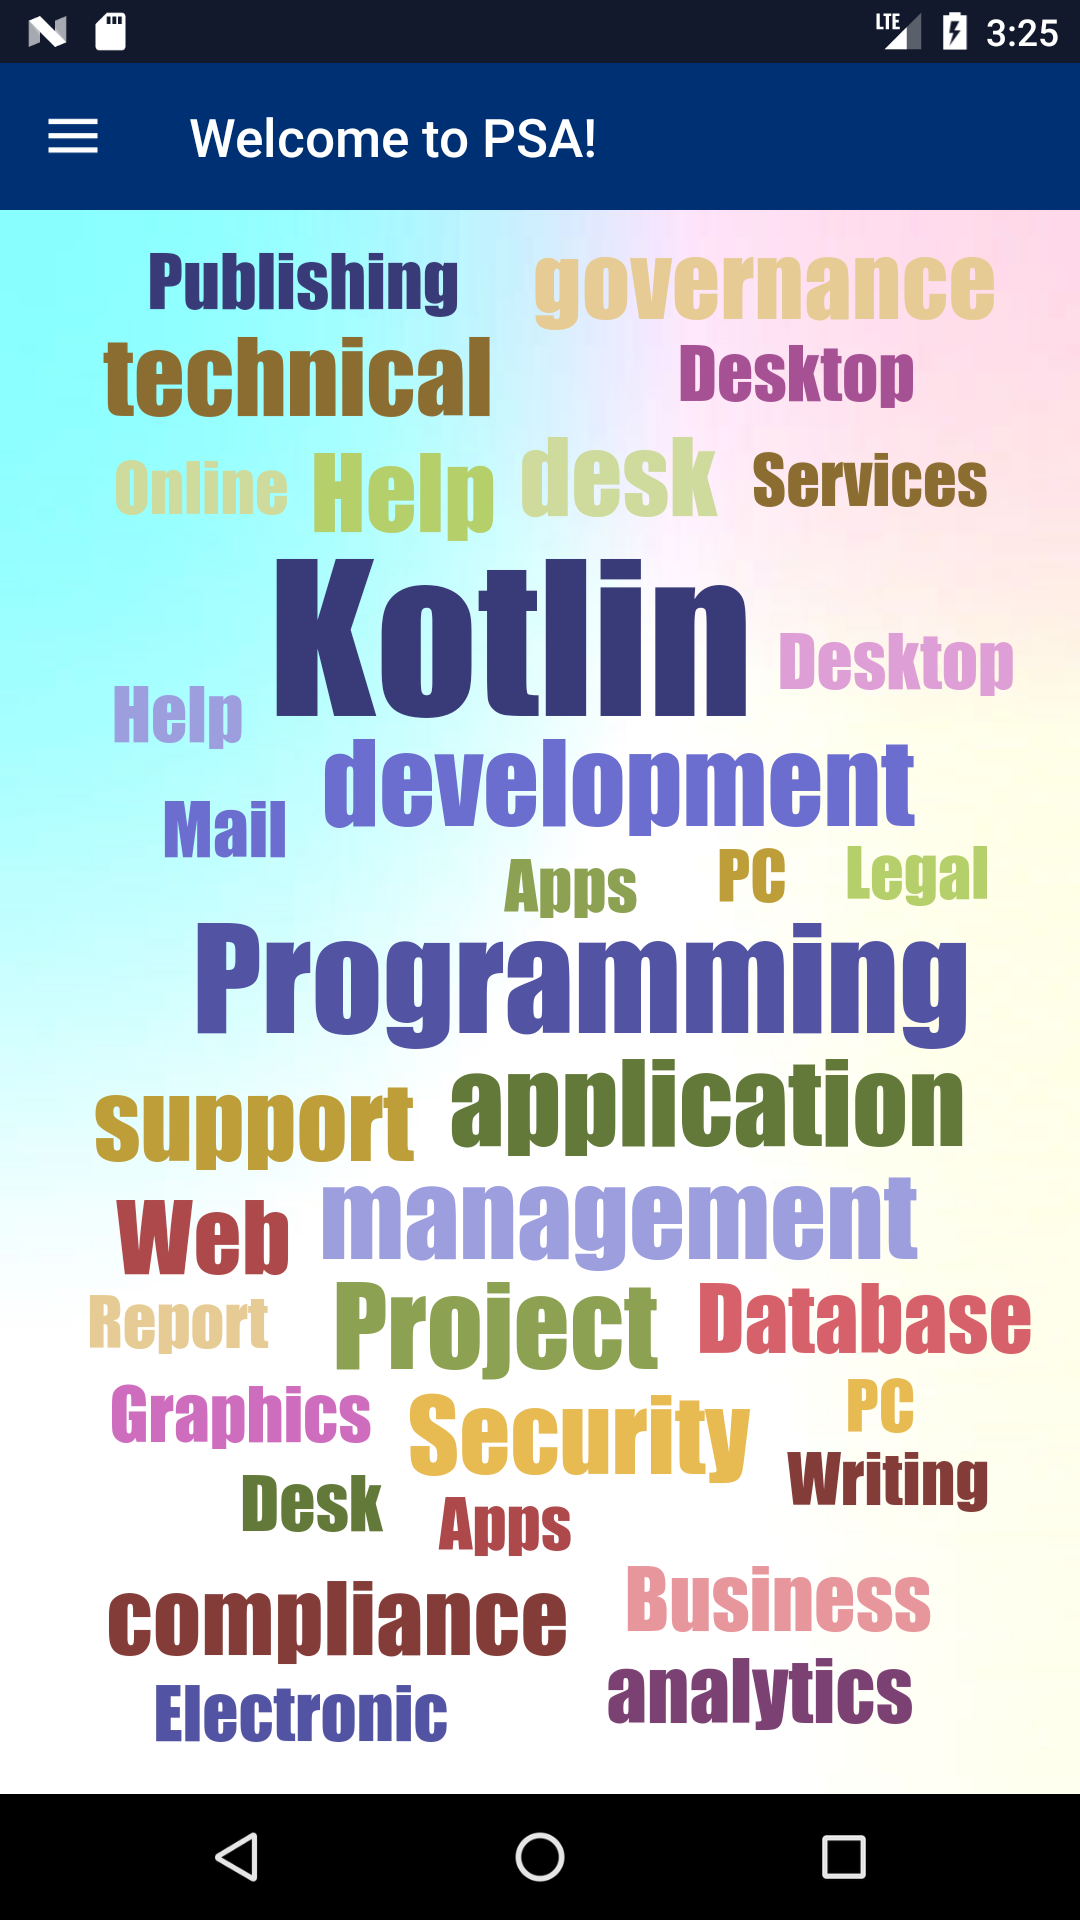 LTE 3:25
Welcome to PSA!
Publishing governance
technical Desktop
Online Help desk Services
Kotlin Desktop
Help
development
Mail
Apps PC Legal
Programming
support application
Web management
Report Project Database
Graphics Security PC
Writing
Desk Apps
compliance Business
Electronic analytics